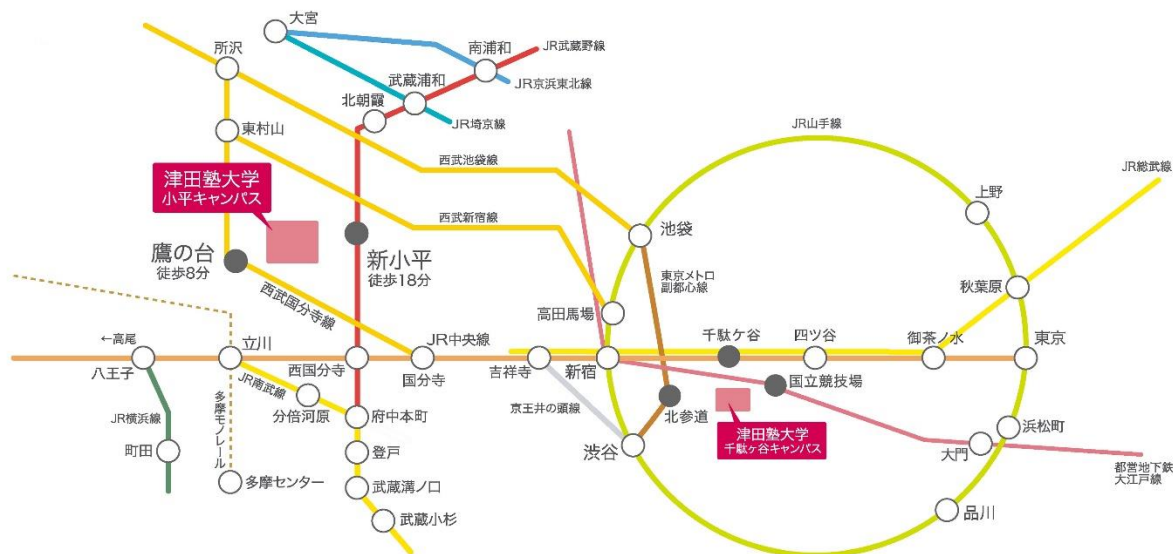 大宮
所沢
南浦和
JR武蔵野線
武蔵浦和
JR京浜東北線
北朝霞
JR埼京線
東村山
JR山手線
西武池袋線
JR総武線
津田塾大学
小平キャンパス
上野
西武新宿線
池袋
鷹の台
徒歩8分
新小平
徒歩18分
東京メトロ
副都心線
秋葉原
西武国分寺線
高田馬場
千駄ケ谷
四ツ谷
御茶ノ水
東京
←高尾
立川
JR中央線
八王子
西国分寺
国分寺
吉祥寺
新宿
国立競技場
JR南武線
分倍河原
京王井の頭線
北参道
JR横浜線
多摩モノレール
府中本町
浜松町
津田塾大学
千駄ヶ谷キャンパス
町田
登戸
渋谷
大門
都営地下鉄
大江戸線
多摩センター
武蔵溝ノ口
武蔵小杉
品川